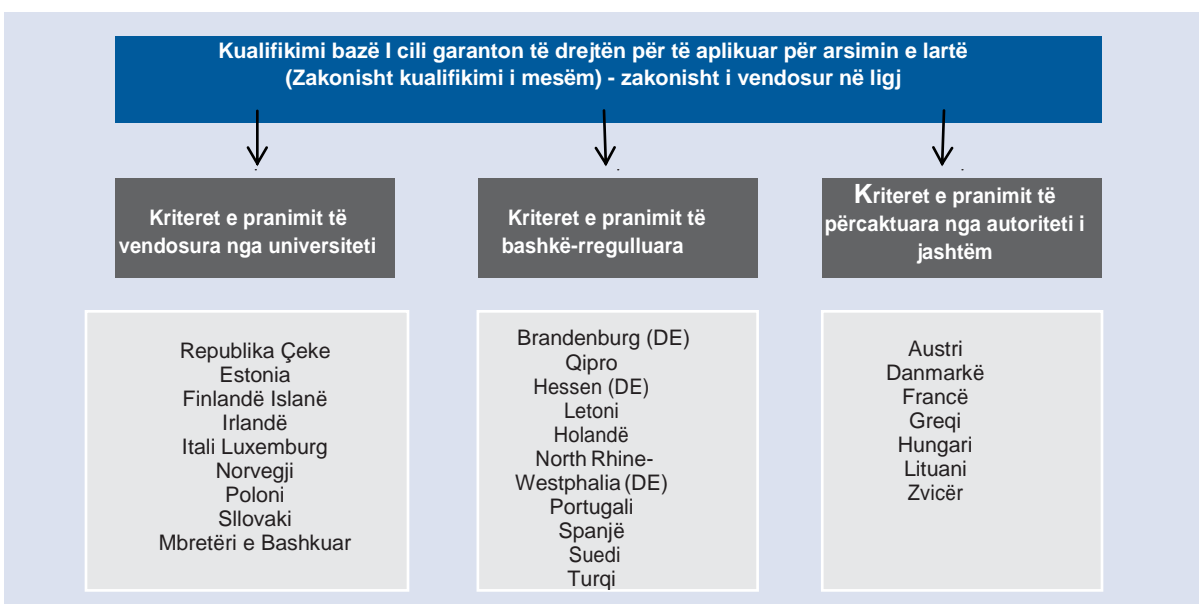 Kualifikimi bazë I cili garanton të drejtën për të aplikuar për arsimin e lartë
(Zakonisht kualifikimi i mesëm) - zakonisht i vendosur në ligj
Kriteret e pranimit të
vendosura nga universiteti
Kriteret e pranimit të
bashkë-rregulluara
Kriteret e pranimit të
përcaktuara nga autoriteti i
jashtëm
Republika Çeke
Estonia
Finlandë Islanë
Irlandë
Itali Luxemburg
Norvegji
Poloni
Sllovaki
Mbretëri e Bashkuar
Brandenburg (DE)
Qipro
Hessen (DE)
Letoni
Holandë
North Rhine-
Westphalia (DE)
Portugali
Spanjë
Suedi
Turqi
Austri
Danmarkë
Francë
Greqi
Hungari
Lituani
Zvicër